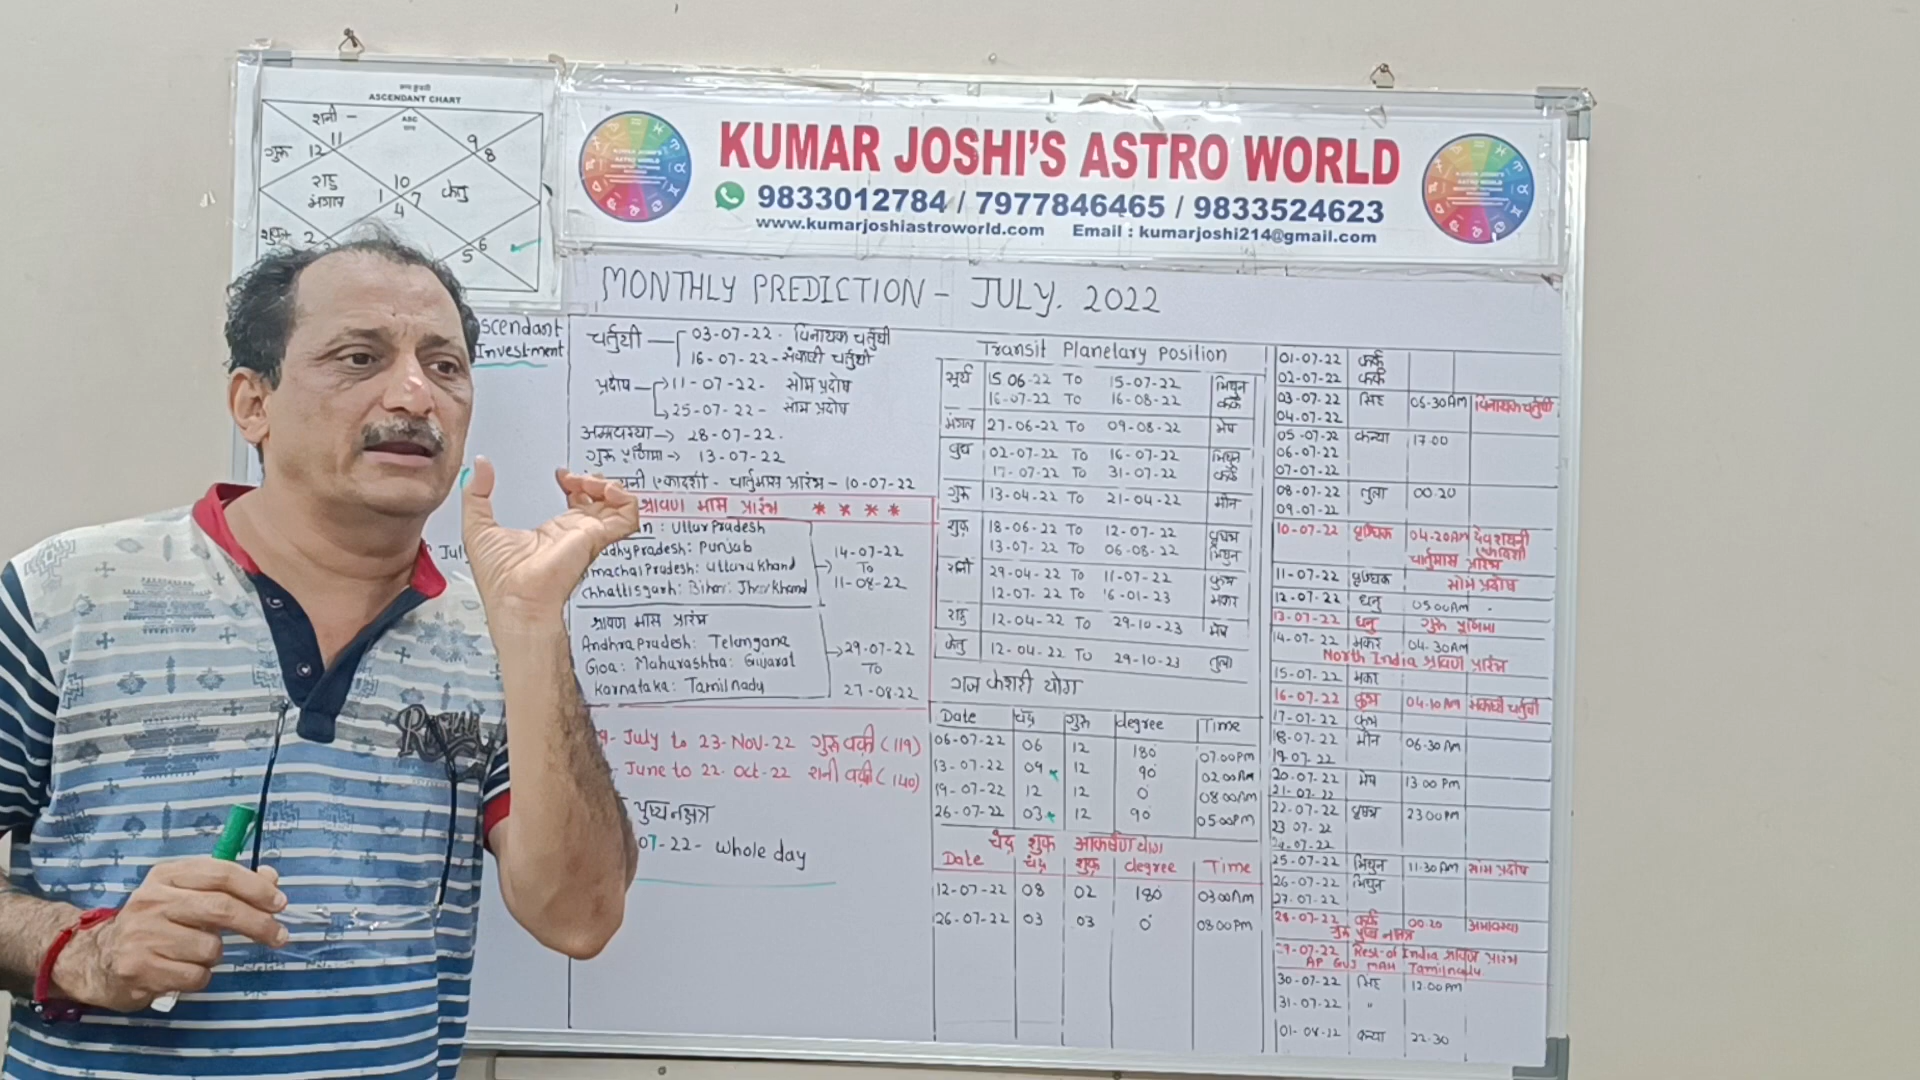 जन्म कुंडली
ASCENDANT CHART
ASC
लग्न
शनी -
11
गुरु 12
9
8
राहु
मंगल
10
1 7
4
केतु
शुक्र 2
6
5
KUMAR JOSHI'S ASTRO WORLD
9833012784 / 7977846465 / 9833524623
www.kumarjoshiastroworld.com Email : kumarjoshi214@gmail.com
MONTHLY PREDICTION - JULY. 2022
scendant
Investment
July
चर्तुथी
03-07-22 - विनायक चर्तुथी
16-07-22 - संकष्टी चर्तुथी
प्रदोष
11-07-22 - सोम प्रदोष
25-07-22 - सोम प्रदोष
अमावस्या → 28-07-22.
गुरु पूर्णिमा → 13-07-22
यनी एकादशी - चार्तुमास प्रारंभ - 10-07-22
श्रावण मास प्रारंभ * * * *
n : Uttur Pradesh
adhy Pradesh : Punjab
machal Pradesh : Utturakhand
Chhattisgarh : Bihar : Jharkhand
14-07-22
TO
11-08-22
श्रावण मास प्रारंभ
Andhra Pradesh : Telangana
Goa : Maharashtra : Gujarat
Karnataka : Tamilnadu
29-07-22
TO
27-08-22
9 - July to 23-Nov-22 गुरु वक्री (119)
- June to 22-Oct-22 शनी वक्री (140)
पुष्य नक्षत्र
07-22 - whole day
Transit Planetary Position
सूर्य 15.06-22 TO 15-07-22 मिथुन
16-07-22 TO 16-08-22 कर्क
मंगल 27-06-22 TO 09-08-22 मेष
बुध 02-07-22 TO 16-07-22 मिथुन
17-07-22 TO 31-07-22 कर्क
गुरु 13-04-22 TO 21-04-22 मीन
शुक्र 18-06-22 TO 12-07-22 वृषभ
13-07-22 TO 06-08-22 मिथुन
शनी 29-04-22 TO 11-07-22 कुंभ
12-07-22 TO 16-01-23 मकर
राहु 12-04-22 TO 29-10-23 मेष
केतु 12-04-22 TO 29-10-23 तुला
गज केशरी योग
Date चंद्र गुरु degree Time
06-07-22 06 12 180 07.00PM
13-07-22 09 12 90 02.00AM
19-07-22 12 12 0 08.00AM
26-07-22 03 12 90 05.00PM
चंद्र शुक्र आकर्षण योग
Date चंद्र शुक्र degree Time
12-07-22 08 02 180 03.00Am
26-07-22 03 03 0 08.00PM
01-07-22 कर्क
02-07-22 कर्क
03-07-22 सिंह 05-30AM विनायक चर्तुथी
04-07-22
05-07-22 कन्या 17.00
06-07-22
07-07-22
08-07-22 तुला 00.20
09-07-22
10-07-22 वृश्चिक 04-20AM देवशयनी
एकादशी
चार्तुमास प्रारंभ
11-07-22 वृश्चिक सोम प्रदोष
12-07-22 धनु 05.00AM
13-07-22 धनु गुरु पूर्णिमा
14-07-22 मकर 04.30AM
North India श्रावण प्रारंभ
15-07-22 मकर
16-07-22 कुंभ 04.10AM संकष्टी चर्तुथी
17-07-22 कुंभ
18-07-22 मीन 06.30AM
19-07-22
20-07-22 मेष 13.00 PM
21-07-22
22-07-22 वृषभ 23.00PM
23-07-22
24-07-22
25-07-22 मिथुन 11.30AM सोम प्रदोष
26-07-22 मिथुन
27-07-22
28-07-22 कर्क 00.20 अमावस्या
गुरु पुष्य नक्षत्र
-07-22 Rest of India श्रावण प्रारंभ
AP GUJ MAH Tamilnadu
30-07-22 सिंह 12.00PM
31-07-22 "
01-08-22 कन्या 22.30